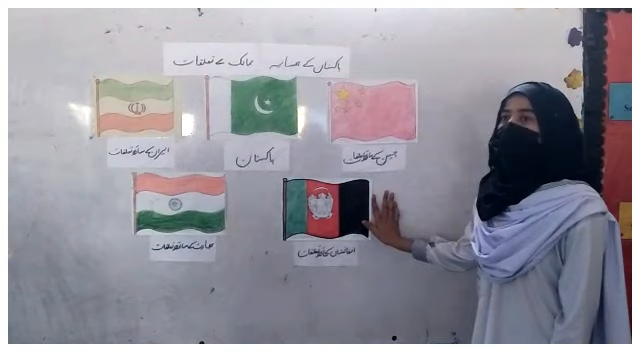 پاکستان کے ہمسایہ ممالک سے تعلقات
ایران کے ساتھ تعلقات
پاکستان
چین کے ساتھ تعلقات
بھارت کے ساتھ تعلقات
افغانستان کے ساتھ تعلقات